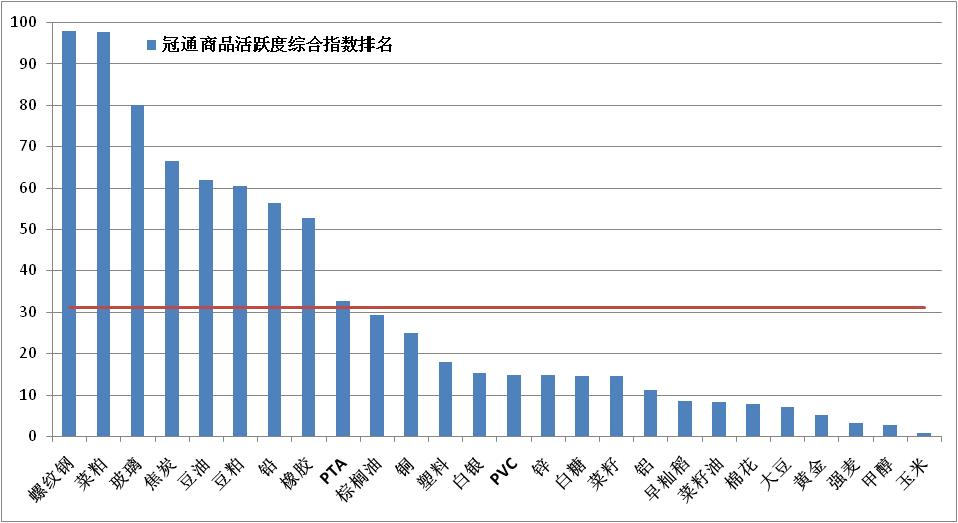 冠通商品活跃度综合指数排名
100
90
80
70
60
50
40
30
20
10
0
螺纹钢
菜粕
玻璃
焦炭
豆油
豆粕
铅
橡胶
PTA
棕榈油
铜
塑料
白银
PVC
锌
白糖
菜籽
铝
早籼稻
菜籽油
棉花
大豆
黄金
强麦
甲醇
玉米